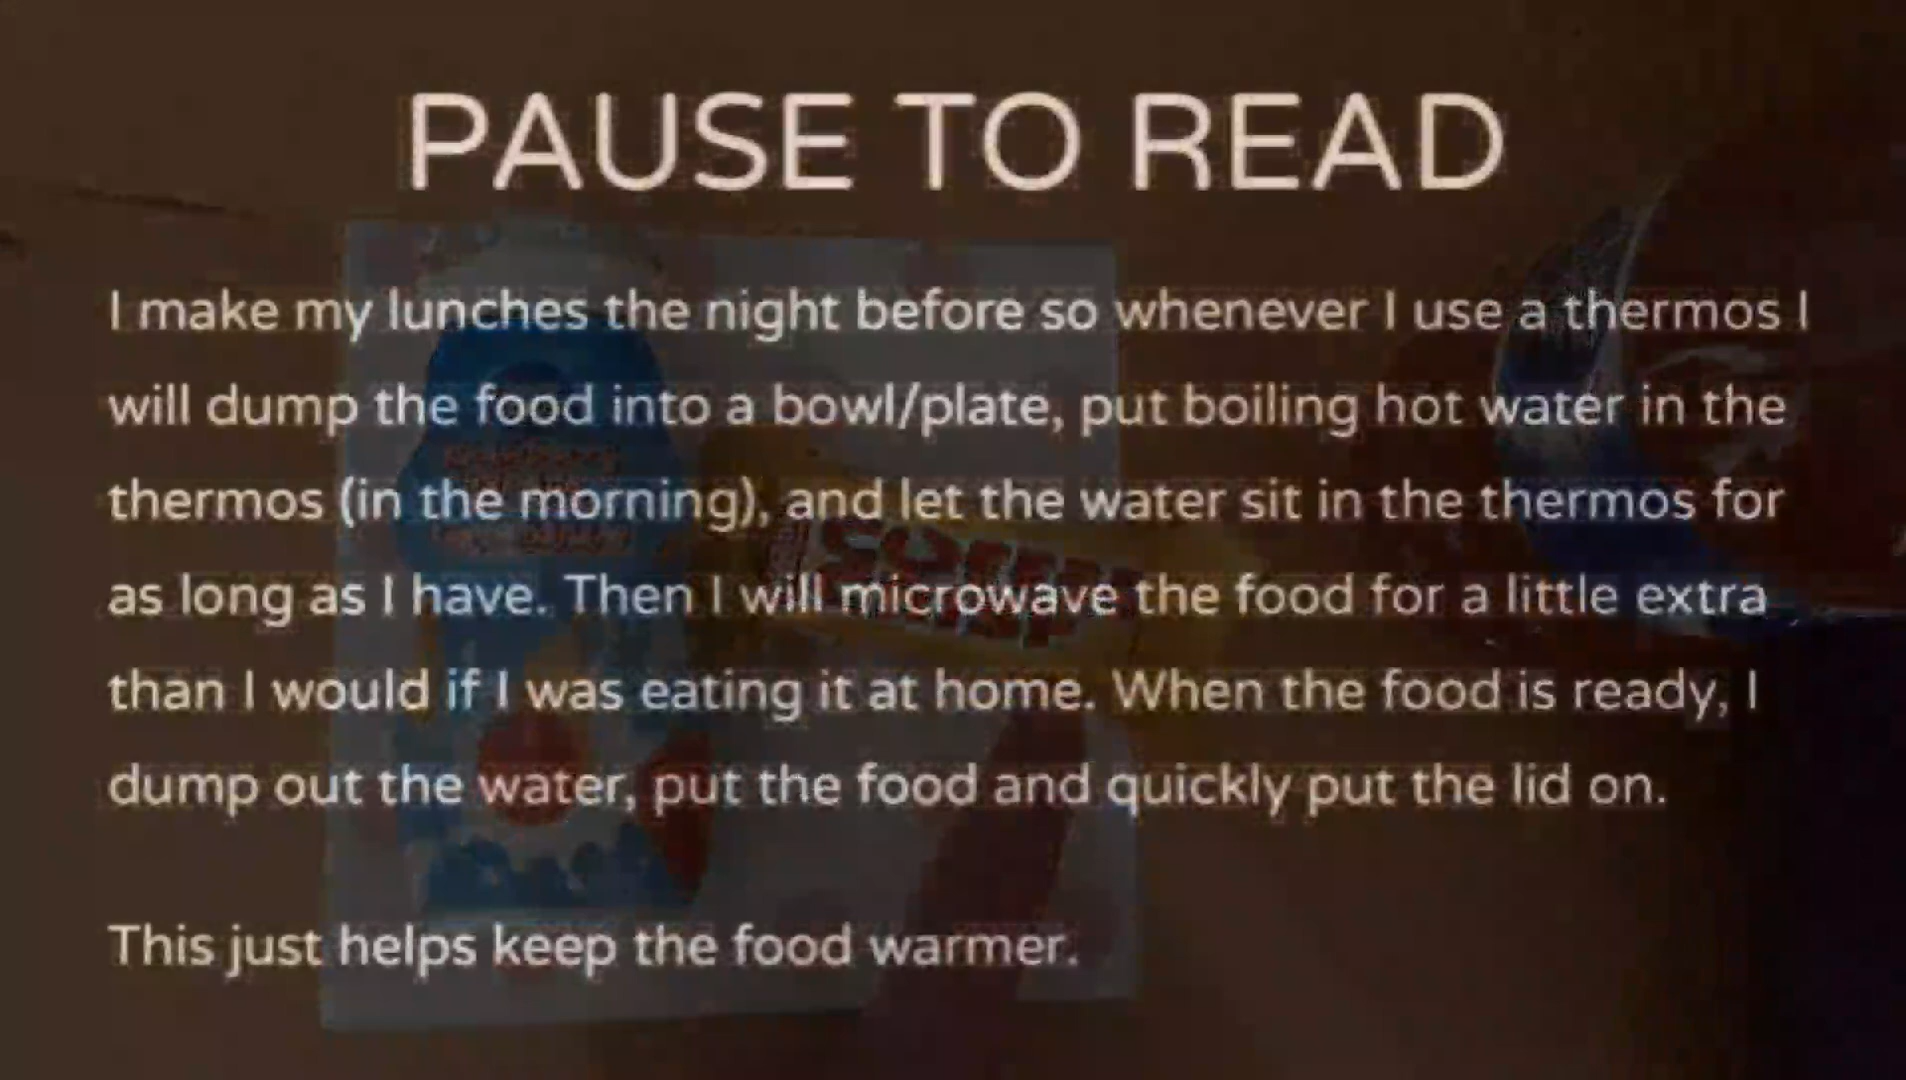 PAUSE TO READ
I make my lunches the night before so whenever I use a thermos I
will dump the food into a bowl/plate, put boiling hot water in the
thermos (in the morning), and let the water sit in the thermos for
as long as I have. Then I will microwave the food for a little extra
than I would if I was eating it at home. When the food is ready, I
dump out the water, put the food and quickly put the lid on.
This just helps keep the food warmer.